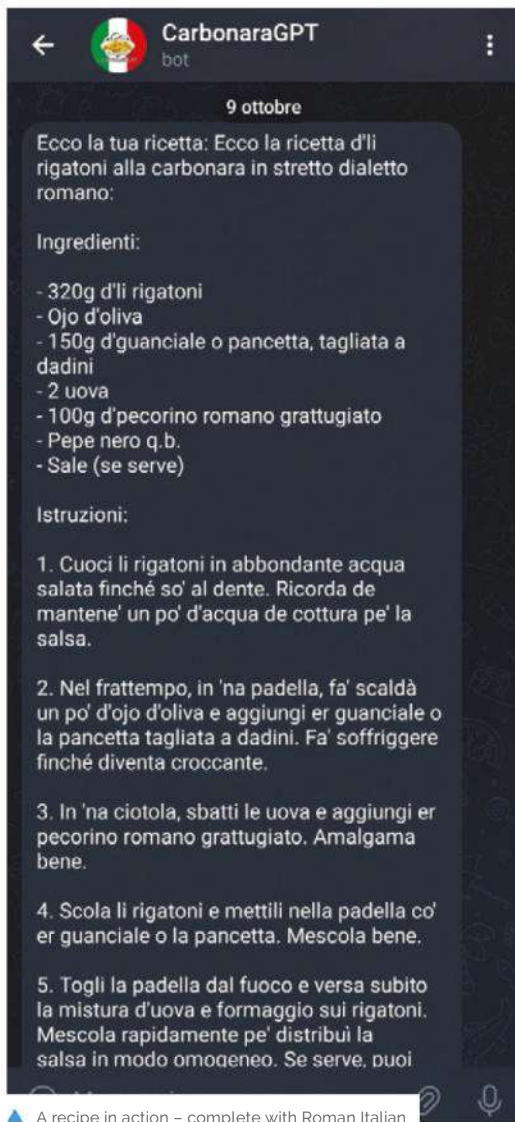 CarbonaraGPT
bot
9 ottobre
Ecco la tua ricetta: Ecco la ricetta d'li
rigatoni alla carbonara in stretto dialetto
romano:
Ingredienti:
- 320g d'li rigatoni
- Ojo d'oliva
- 150g d'guanciale o pancetta, tagliata a
dadini
- 2 uova
- 100g d'pecorino romano grattugiato
- Pepe nero q.b.
- Sale (se serve)
Istruzioni:
1. Cuoci li rigatoni in abbondante acqua
salata finché so' al dente. Ricorda de
mantene' un po' d'acqua de cottura pe' la
salsa.
2. Nel frattempo, in 'na padella, fa' scaldà
un po' d'ojo d'oliva e aggiungi er guanciale o
la pancetta tagliata a dadini. Fa' soffriggere
finché diventa croccante.
3. In 'na ciotola, sbatti le uova e aggiungi er
pecorino romano grattugiato. Amalgama
bene.
4. Scola li rigatoni e mettili nella padella co'
er guanciale o la pancetta. Mescola bene.
5. Togli la padella dal fuoco e versa subito
la mistura d'uova e formaggio sui rigatoni.
Mescola rapidamente pe' distribuì la
salsa in modo omogeneo. Se serve, puoi
A recipe in action – complete with Roman Italian